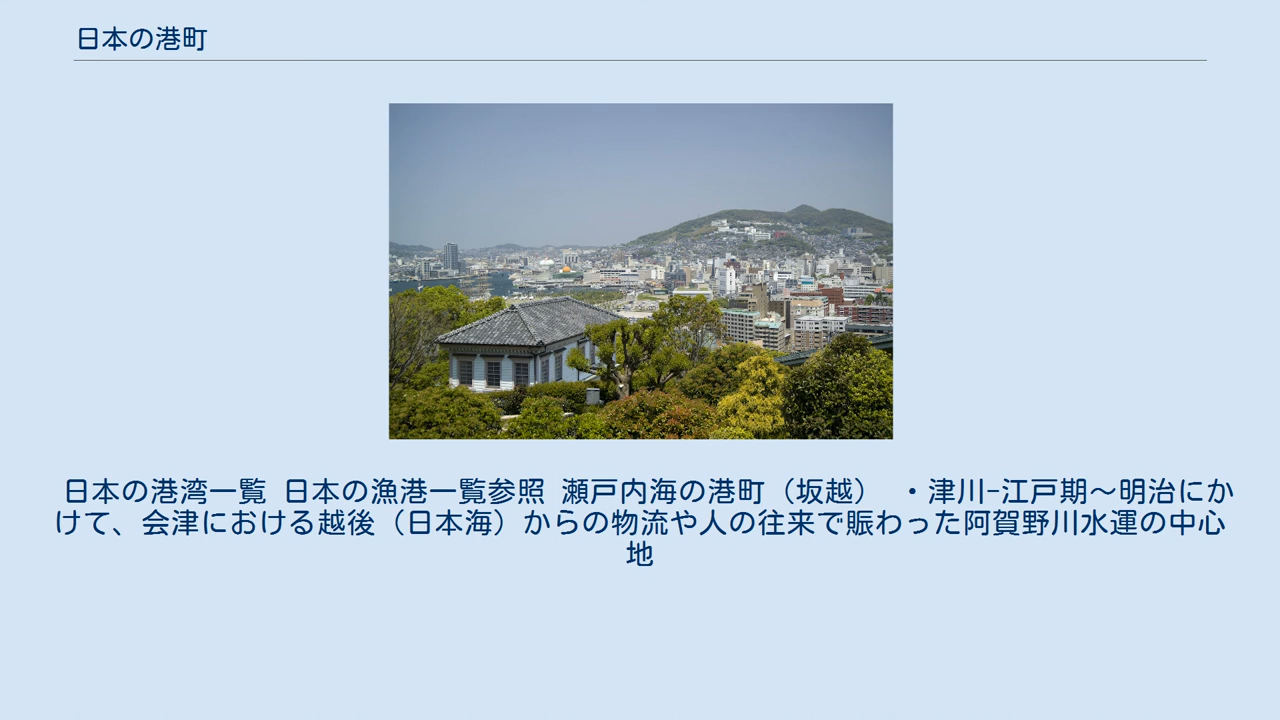 日本の港町
日本の港湾一覧 日本の漁港一覧参照 瀬戸内海の港町（坂越） ・津川-江戸期～明治にか
けて、会津における越後（日本海）からの物流や人の往来で賑わった阿賀野川水運の中心
地